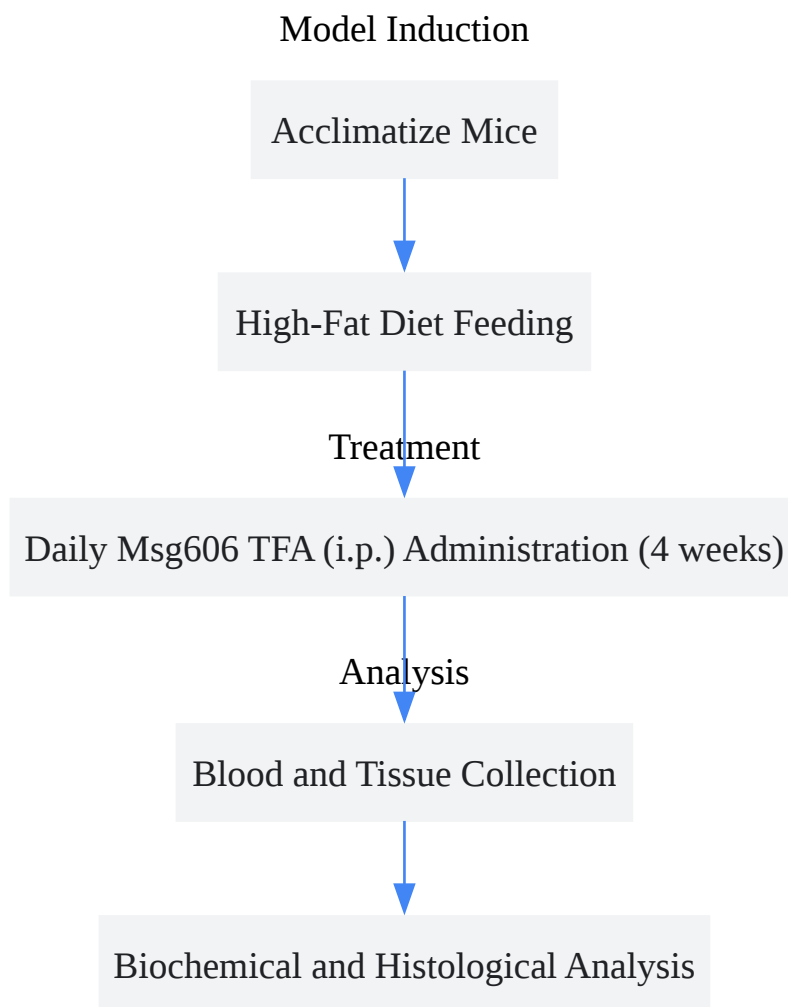 Model Induction
Acclimatize Mice
High-Fat Diet Feeding
Treatment
Daily Msg606 TFA (i.p.) Administration (4 weeks)
Analysis
Blood and Tissue Collection
Biochemical and Histological Analysis